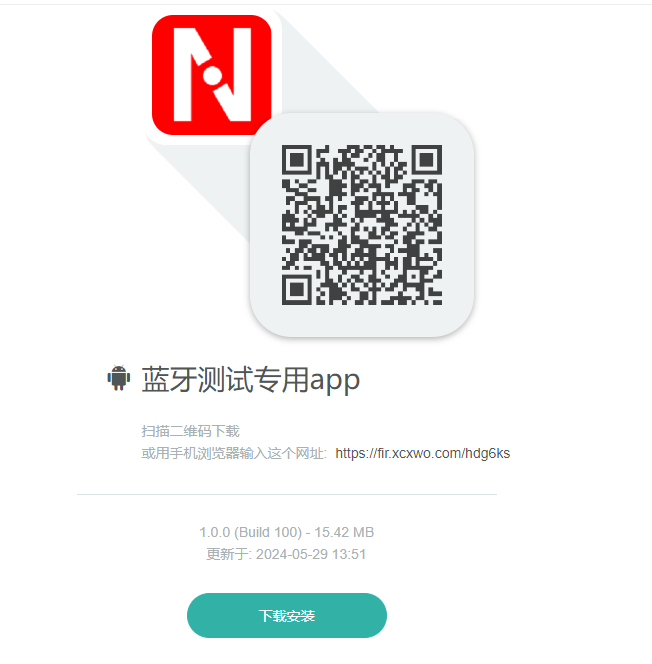 蓝牙测试专用app
扫描二维码下载
或用手机浏览器输入这个网址: https://fir.xcxwo.com/hdg6ks
1.0.0 (Build 100) - 15.42 MB
更新于: 2024-05-29 13:51
下载安装